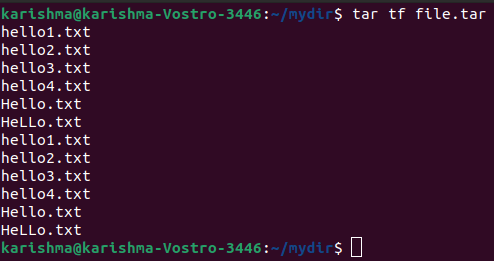 karishma@karishma-Vostro-3446:~/mydir$ tar tf file.tar
hello1.txt
hello2.txt
hello3.txt
hello4.txt
Hello.txt
HeLLo.txt
hello1.txt
hello2.txt
hello3.txt
hello4.txt
Hello.txt
HeLLo.txt
karishma@karishma-Vostro-3446:~/mydir$